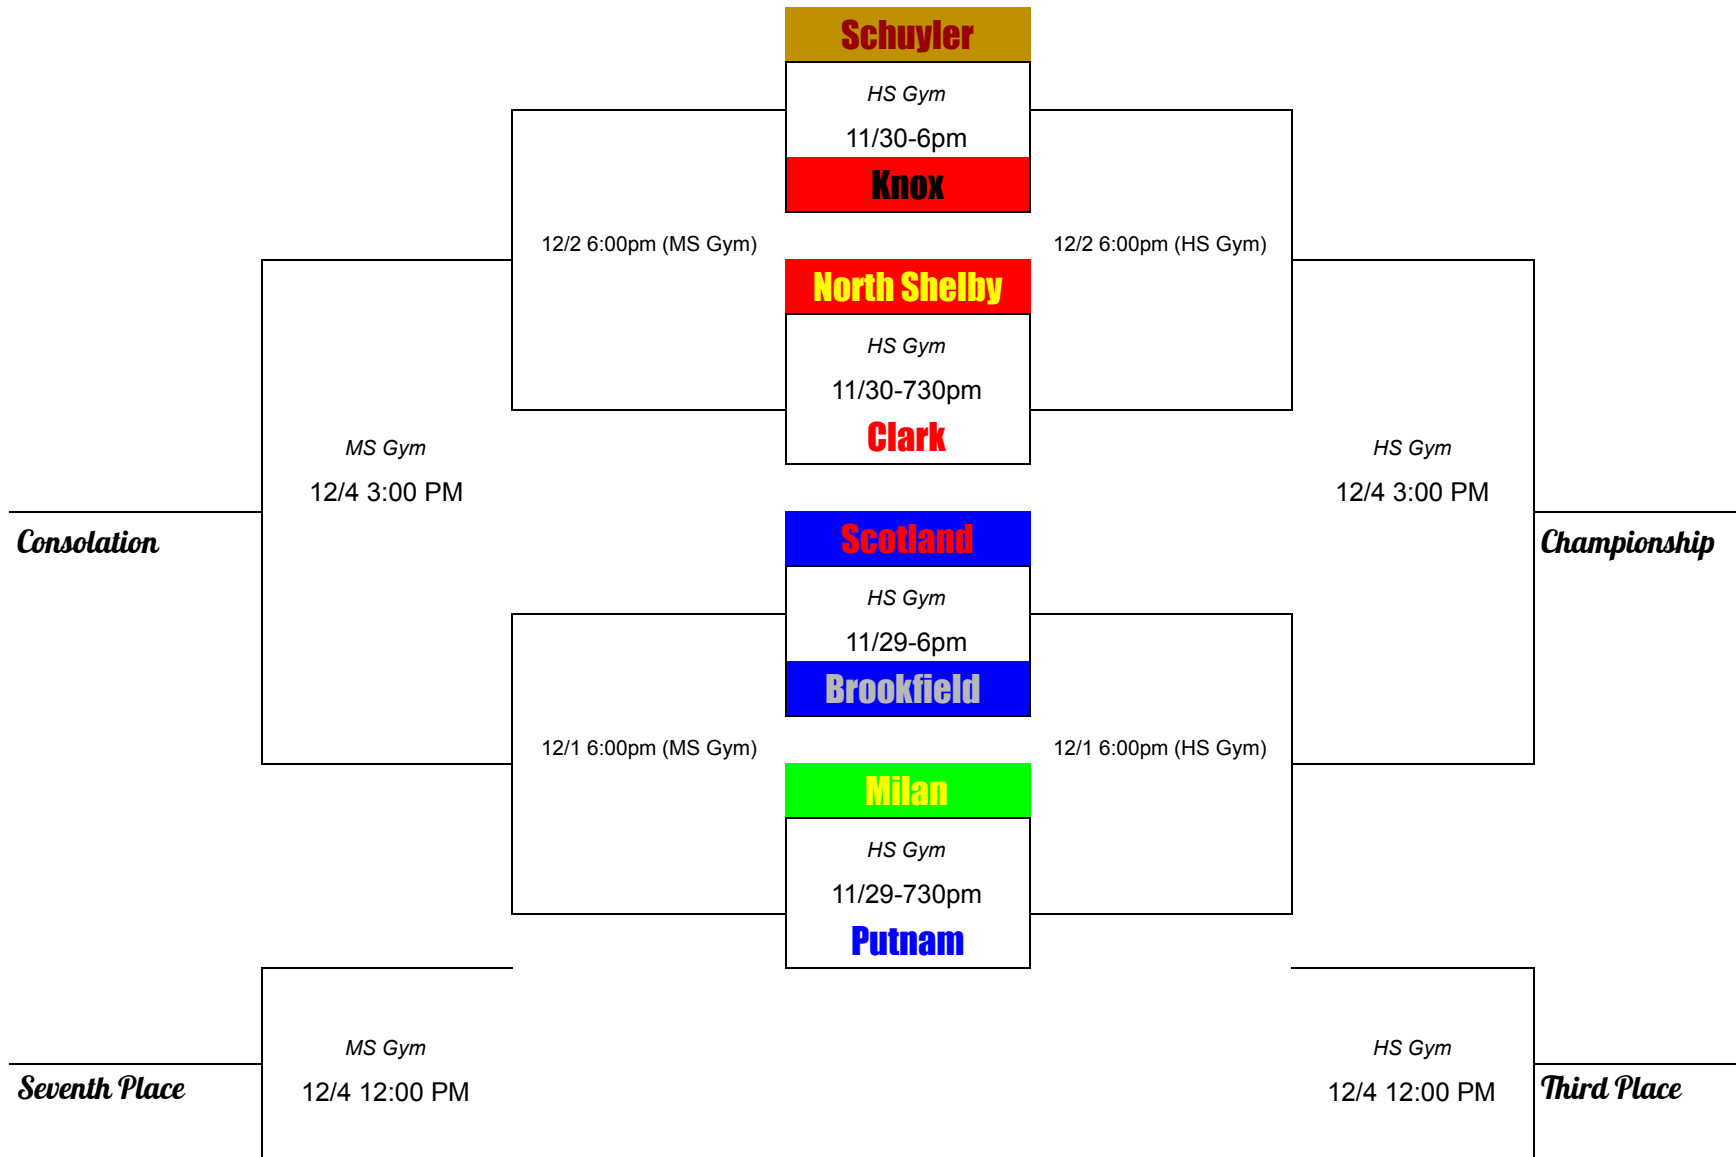 Schuyler
HS Gym
11/30-6pm
Knox
12/2 6:00pm (MS Gym)
12/2 6:00pm (HS Gym)
North Shelby
HS Gym
11/30-730pm
Clark
MS Gym
12/4 3:00 PM
HS Gym
12/4 3:00 PM
Consolation
Championship
Scotland
HS Gym
11/29-6pm
Brookfield
12/1 6:00pm (MS Gym)
12/1 6:00pm (HS Gym)
Milan
HS Gym
11/29-730pm
Putnam
MS Gym
12/4 12:00 PM
HS Gym
12/4 12:00 PM
Seventh Place
Third Place